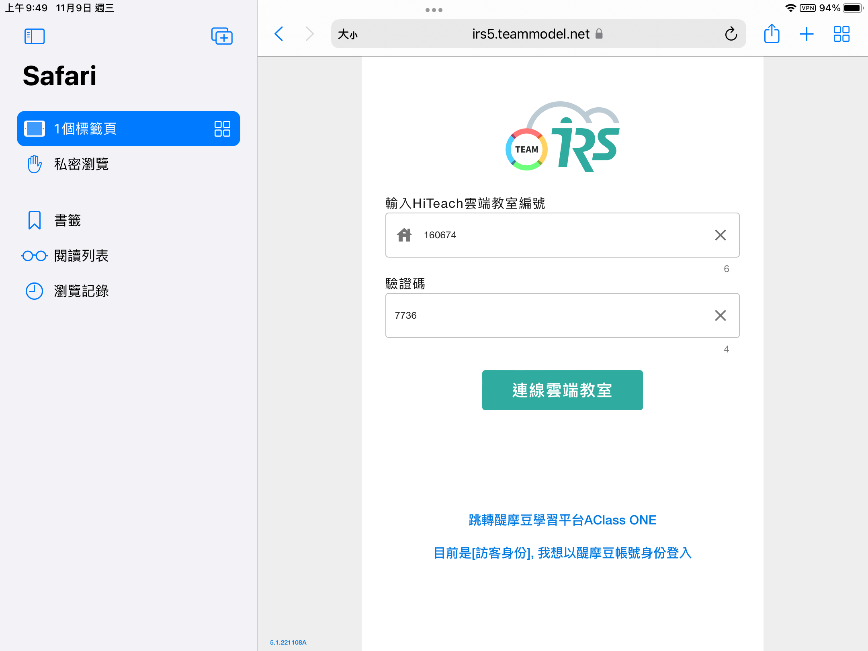 上午9:49 11月9日 週三
VPN 94%
大小 irs5.teammodel.net
Safari
1個標籤頁
私密瀏覽
書籤
閱讀列表
瀏覽記錄
TEAM iRS
輸入HiTeach雲端教室編號
160674
6
驗證碼
7736
4
連線雲端教室
跳轉醍摩豆學習平台AClass ONE
目前是[訪客身份], 我想以醍摩豆帳號身份登入
5.1.221108A